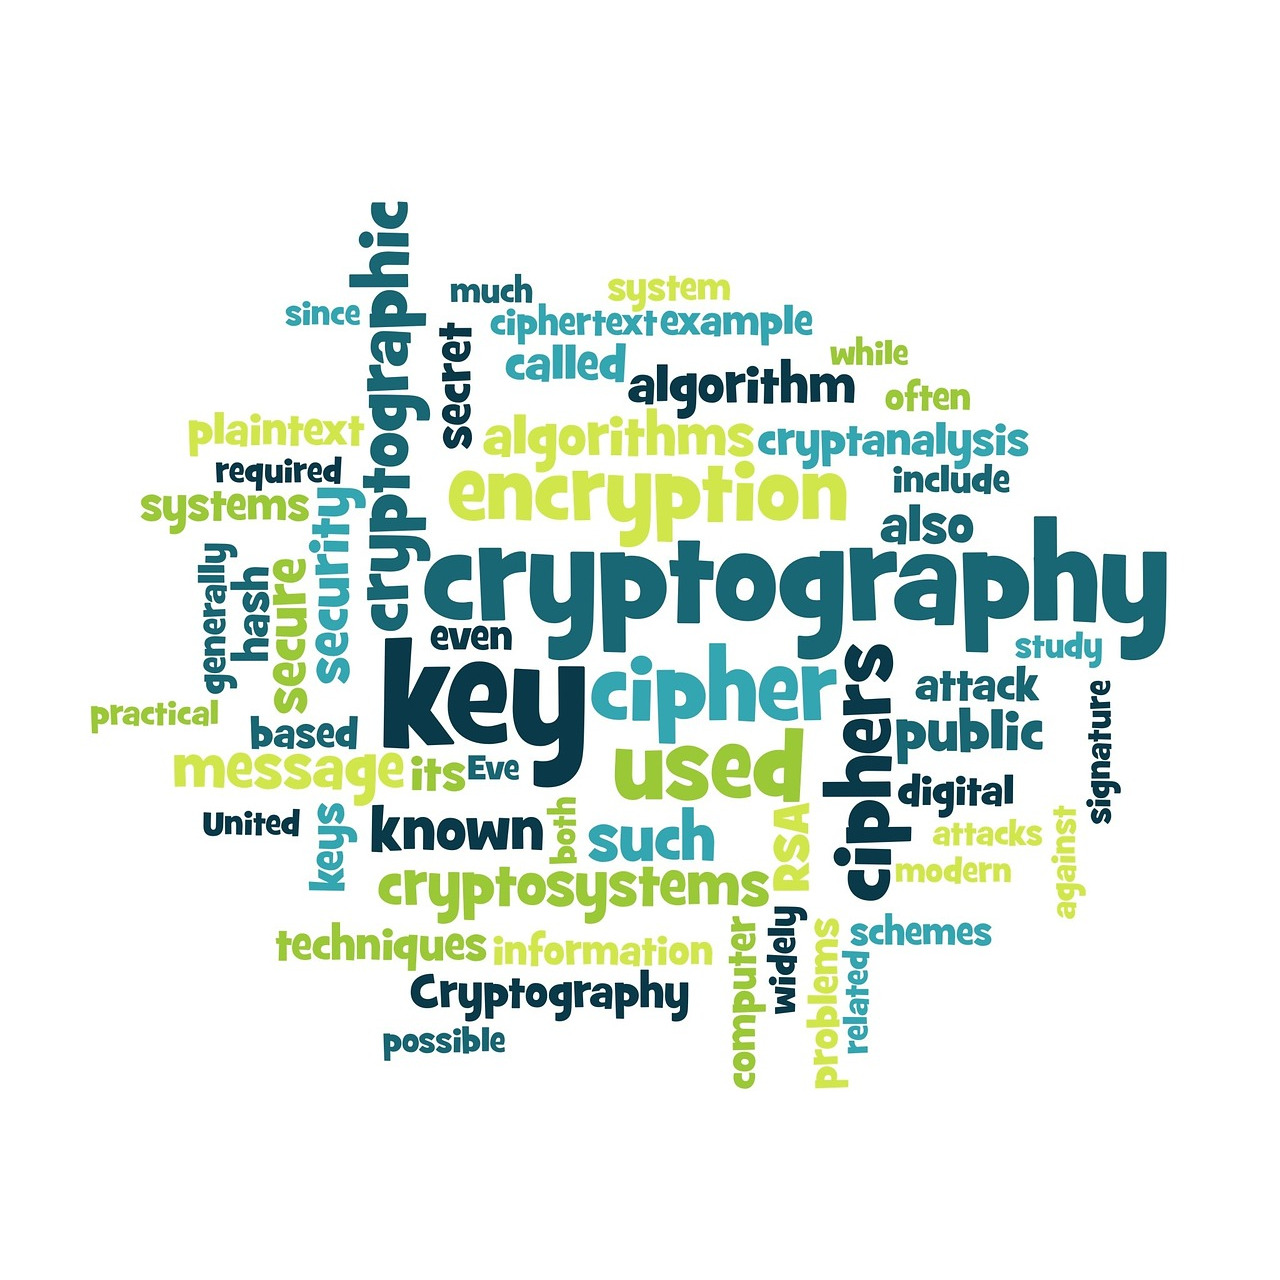 cryptographic
much
system
since
ciphertext
example
secret
called
while
algorithm
often
plaintext
algorithms
cryptanalysis
required
encryption
include
systems
security
also
cryptography
generally
hash
secure
even
study
key
cipher
ciphers
attack
signature
practical
based
public
used
message
its
Eve
digital
United
keys
known
both
such
RSA
attacks
against
modern
cryptosystems
techniques
information
computer
widely
problems
schemes
related
Cryptography
possible